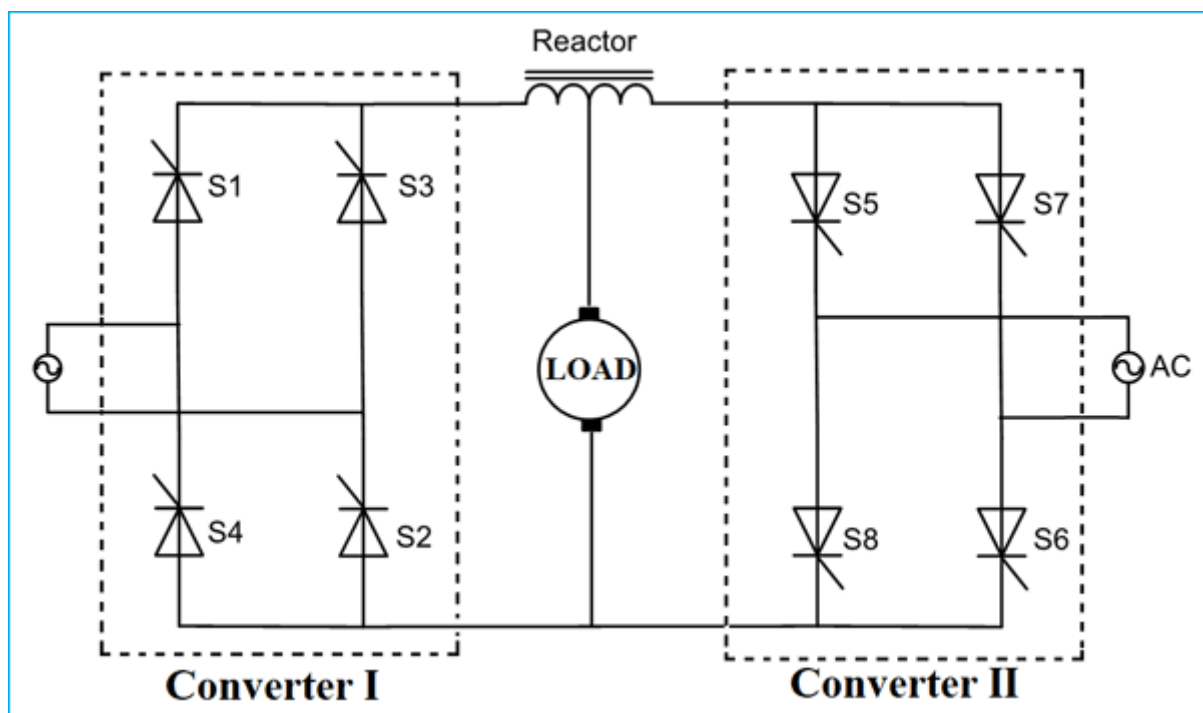 Reactor
S1
S3
S5
S7
LOAD
AC
S4
S2
S8
S6
Converter I
Converter II